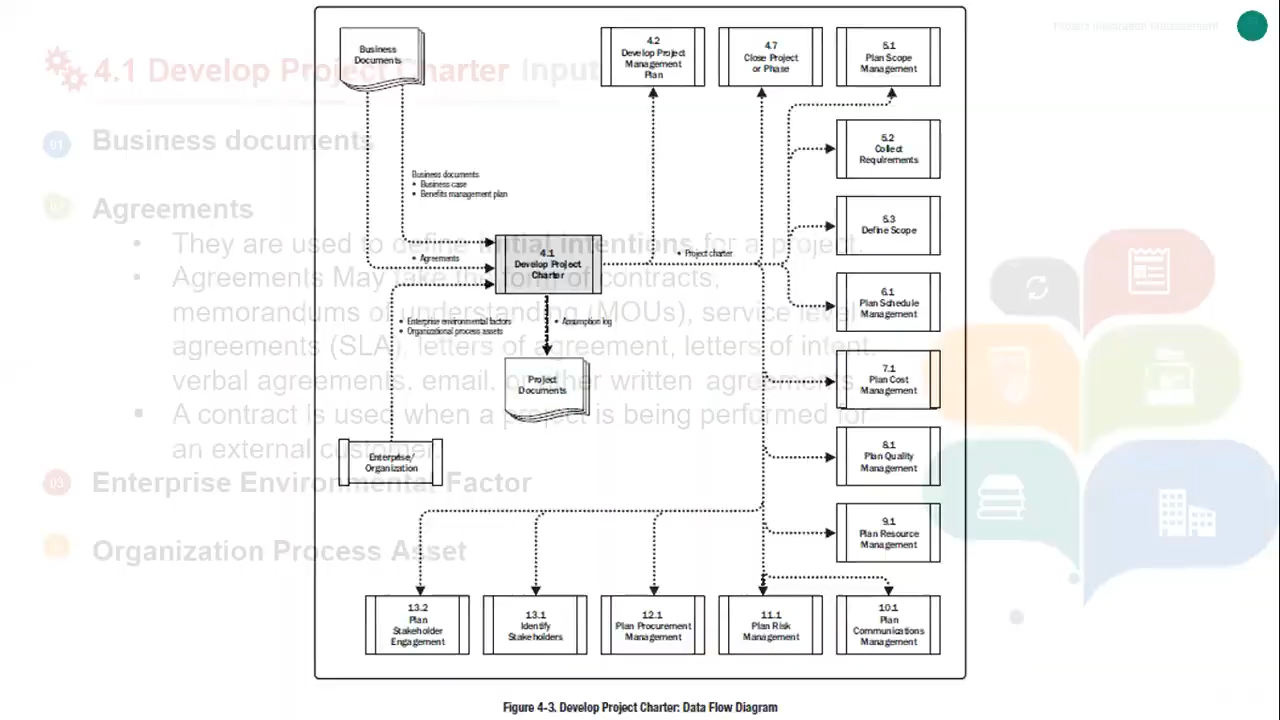 Project Integration Management
4.1 Develop Project Charter Input
01
Business documents
Agreements
• They are used to define initial intentions for a project.
• Agreements May take the form of contracts,
memorandums of understanding (MOUs), service level
agreements (SLA), letters of agreement, letters of intent,
verbal agreements, email, or other written agreements.
▪ A contract is used when a project is being performed for
an external customer.
03
Enterprise Environmental Factor
Organization Process Asset
Business
Documents
4.2
Develop Project
Management
Plan
4.7
Close Project
or Phase
5.1
Plan Scope
Management
5.2
Collect
Requirements
Business documents
• Business case
• Benefits management plan
5.3
Define Scope
• Agreements
4.1
Develop Project
Charter
• Project charter
6.1
Plan Schedule
Management
• Enterprise environmental factors
• Organizational process assets
• Assumption log
Project
Documents
7.1
Plan Cost
Management
Enterprise/
Organization
8.1
Plan Quality
Management
9.1
Plan Resource
Management
13.2
Plan
Stakeholder
Engagement
13.1
Identify
Stakeholders
12.1
Plan Procurement
Management
11.1
Plan Risk
Management
10.1
Plan
Communications
Management
Figure 4-3. Develop Project Charter: Data Flow Diagram